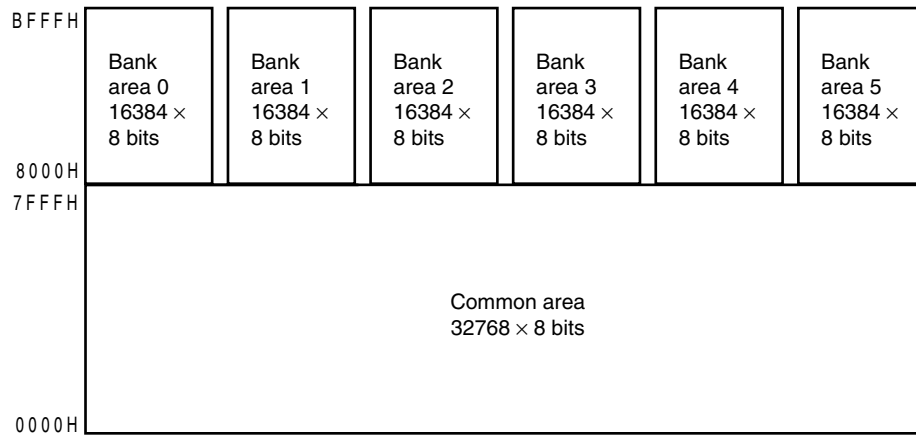 BFFFH
Bank
area 0
16384 ×
8 bits
Bank
area 1
16384 ×
8 bits
Bank
area 2
16384 ×
8 bits
Bank
area 3
16384 ×
8 bits
Bank
area 4
16384 ×
8 bits
Bank
area 5
16384 ×
8 bits
8000H
7FFFH
Common area
32768 × 8 bits
0000H